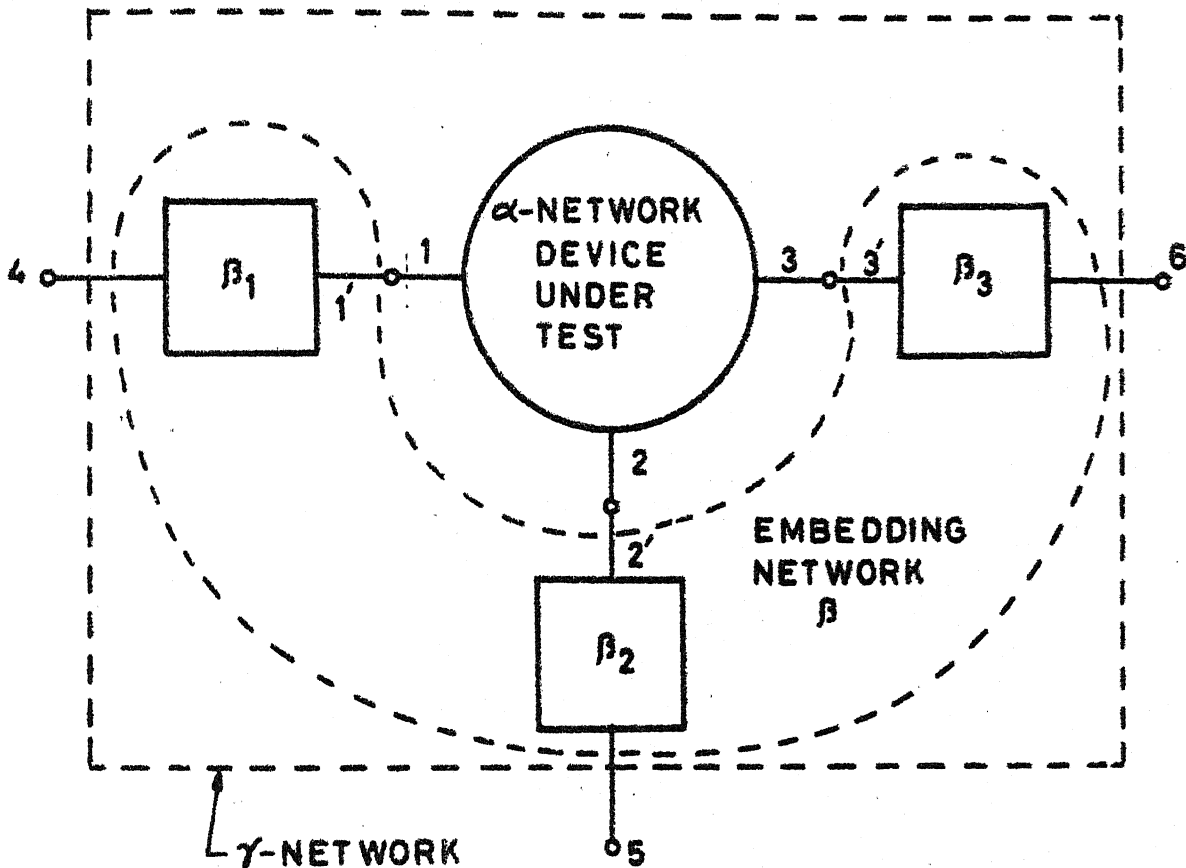 α-NETWORK
DEVICE
UNDER
TEST
4
β1
1'
1
3
3'
β3
6
2
2'
β2
EMBEDDING
NETWORK
β
γ-NETWORK
5